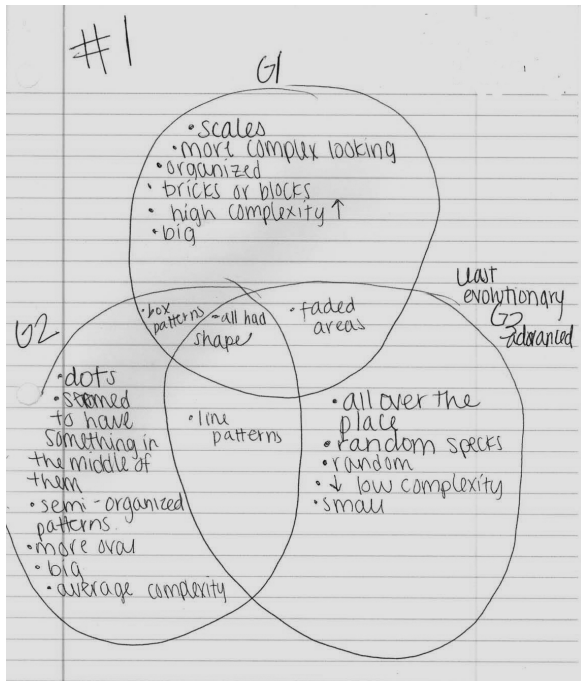 #1
G1
• scales
• more complex looking
• organized
• bricks or blocks
• high complexity ↑
• big
• box
patterns
• all had
shape
• faded
areas
least
evolutionary
advanced
G2
• dots
• seemed
to have
something in
the middle of
them
• semi-organized
patterns.
• more oval
• big
• average complexity
• line
patterns
• all over the
place
• random specks
• random
• ↓ low complexity
• small